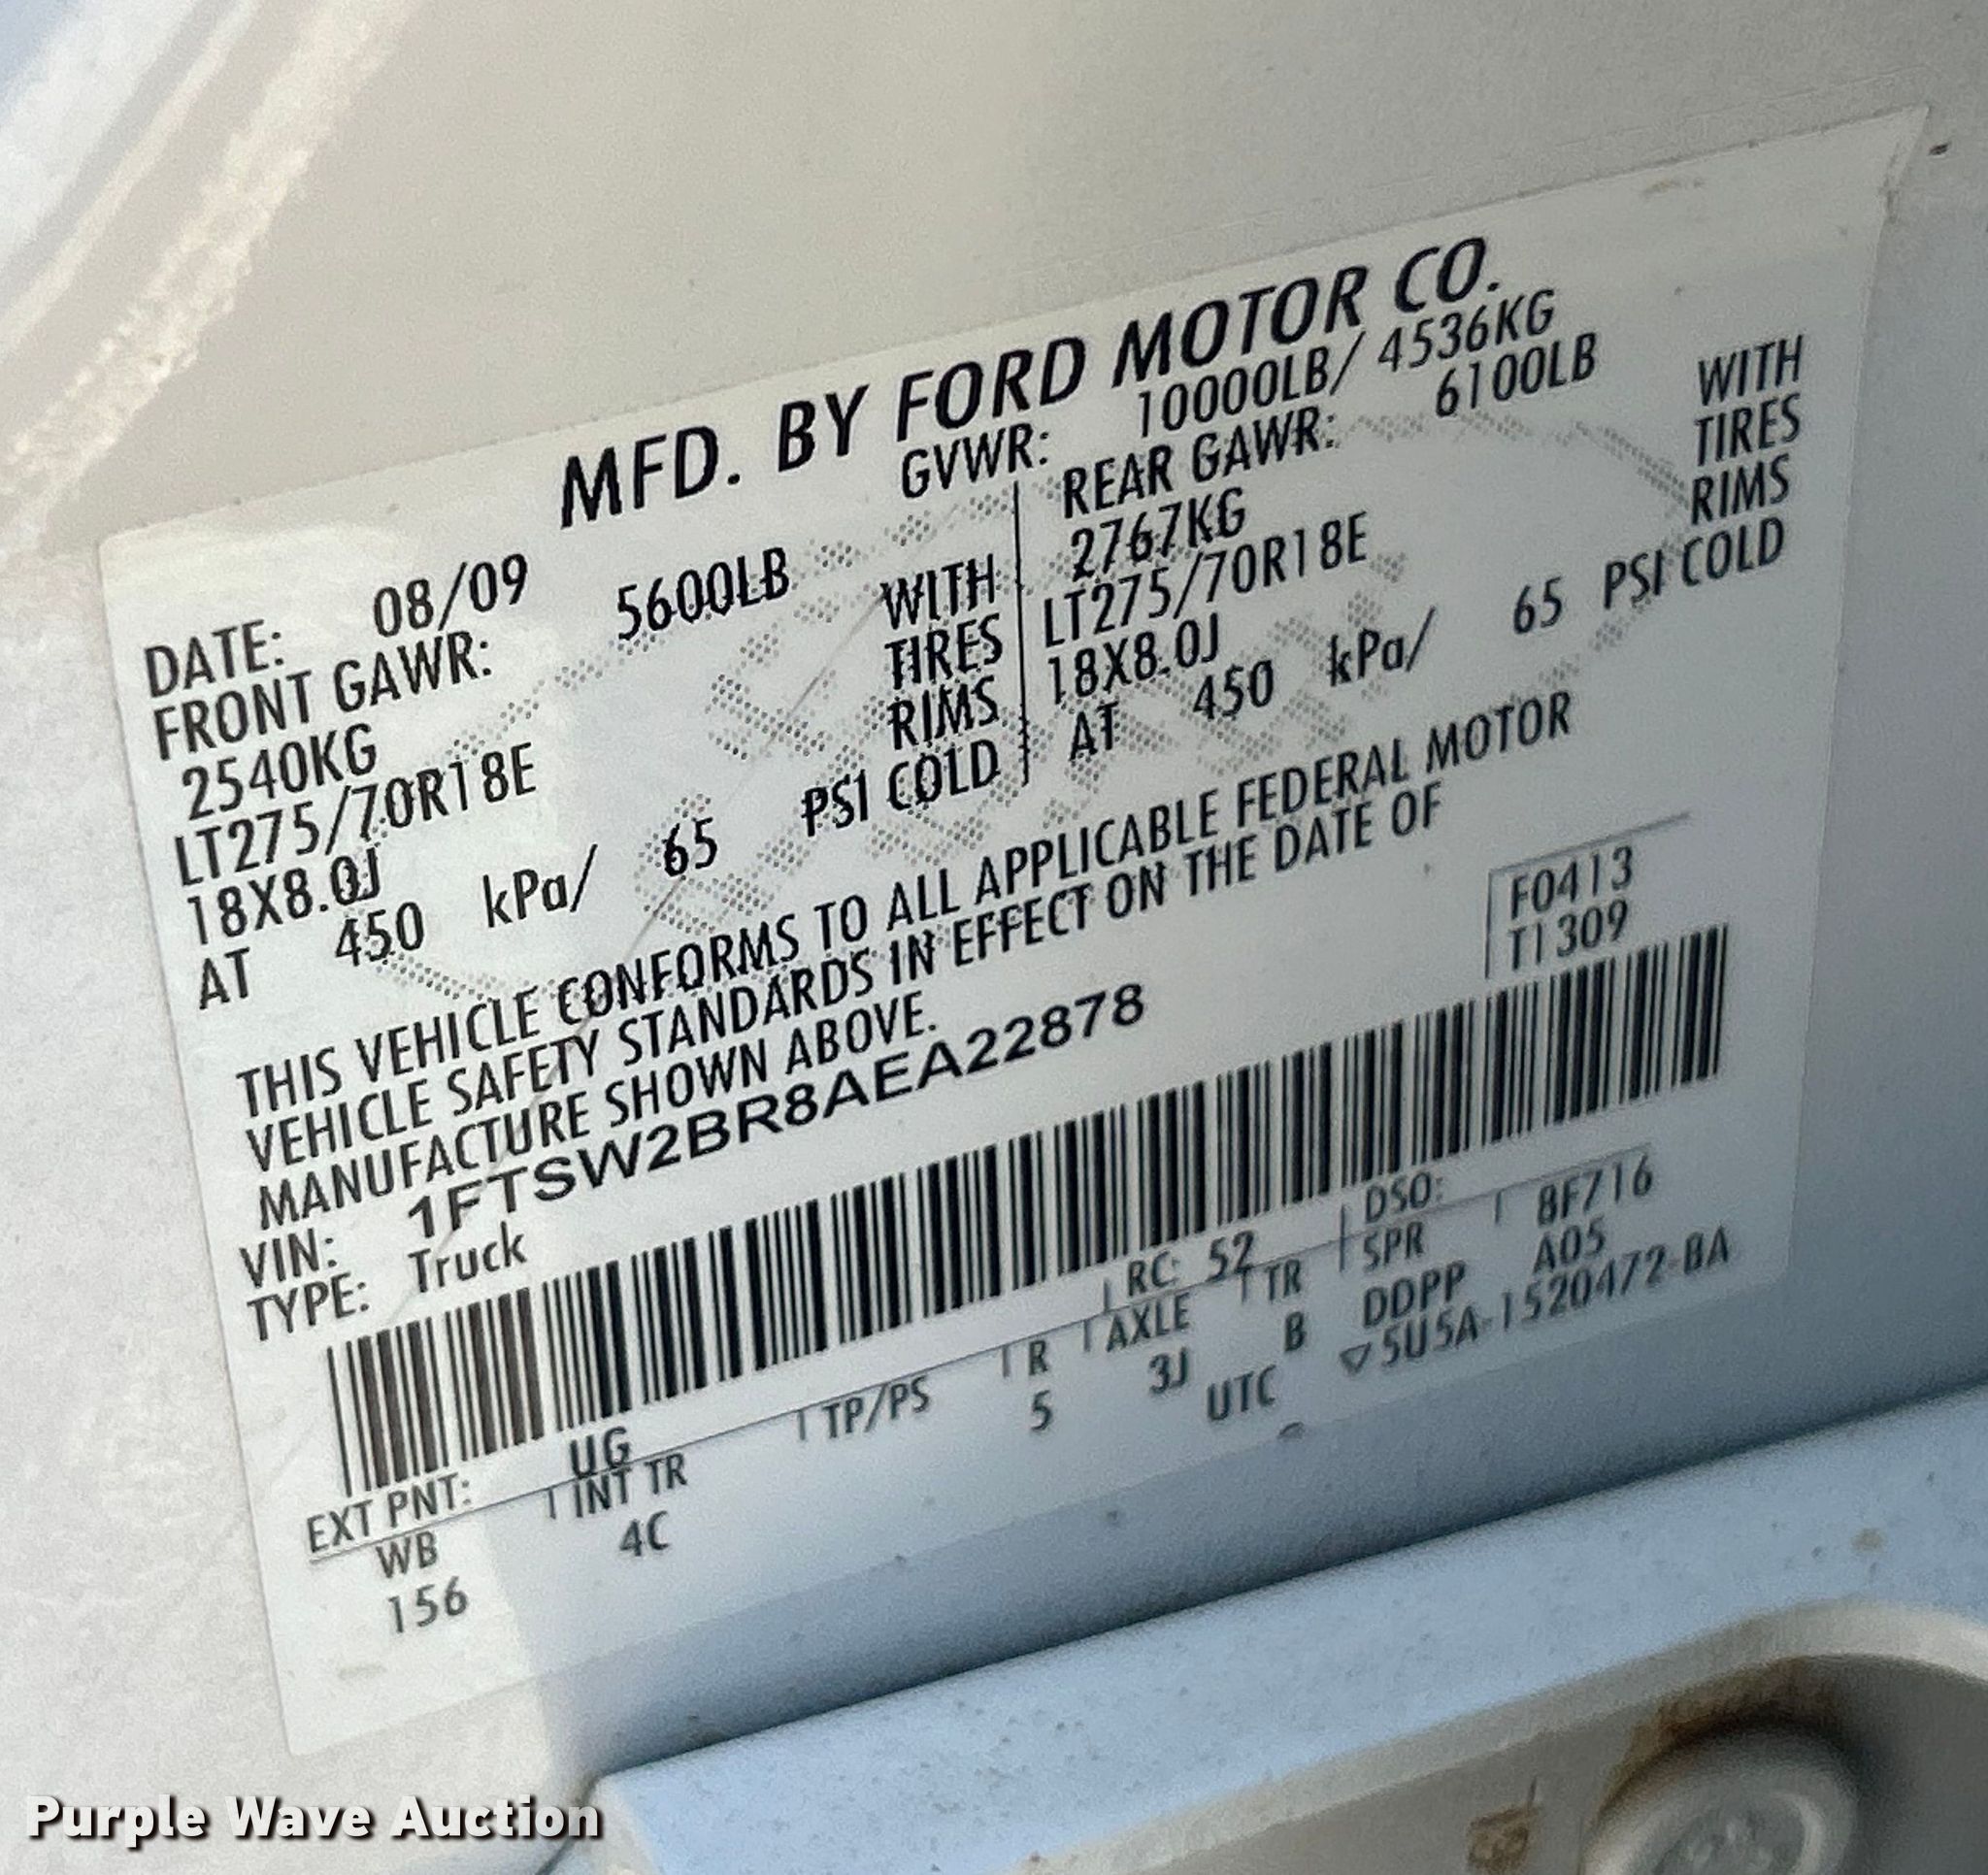 MFD. BY FORD MOTOR CO.
DATE: 08/09 GVWR: 10000LB/ 4536KG
FRONT GAWR: 5600LB REAR GAWR: 6100LB
2540KG WITH 2767KG WITH
LT275/70R18E TIRES LT275/70R18E TIRES
18X8.0J RIMS 18X8.0J RIMS
AT 450 kPa/ 65 PSI COLD AT 450 kPa/ 65 PSI COLD
THIS VEHICLE CONFORMS TO ALL APPLICABLE FEDERAL MOTOR
VEHICLE SAFETY STANDARDS IN EFFECT ON THE DATE OF
MANUFACTURE SHOWN ABOVE.
VIN: 1FTSW2BR8AEA22878 F0413
TYPE: Truck T1309
EXT PNT: UG RC: 52 DSO:
WB INT TR TP/PS R AXLE TR SPR 8FZ16
156 4C 5 3J B DDPP A05
UTC ▽5U5A-1520472-BA
Purple Wave Auction